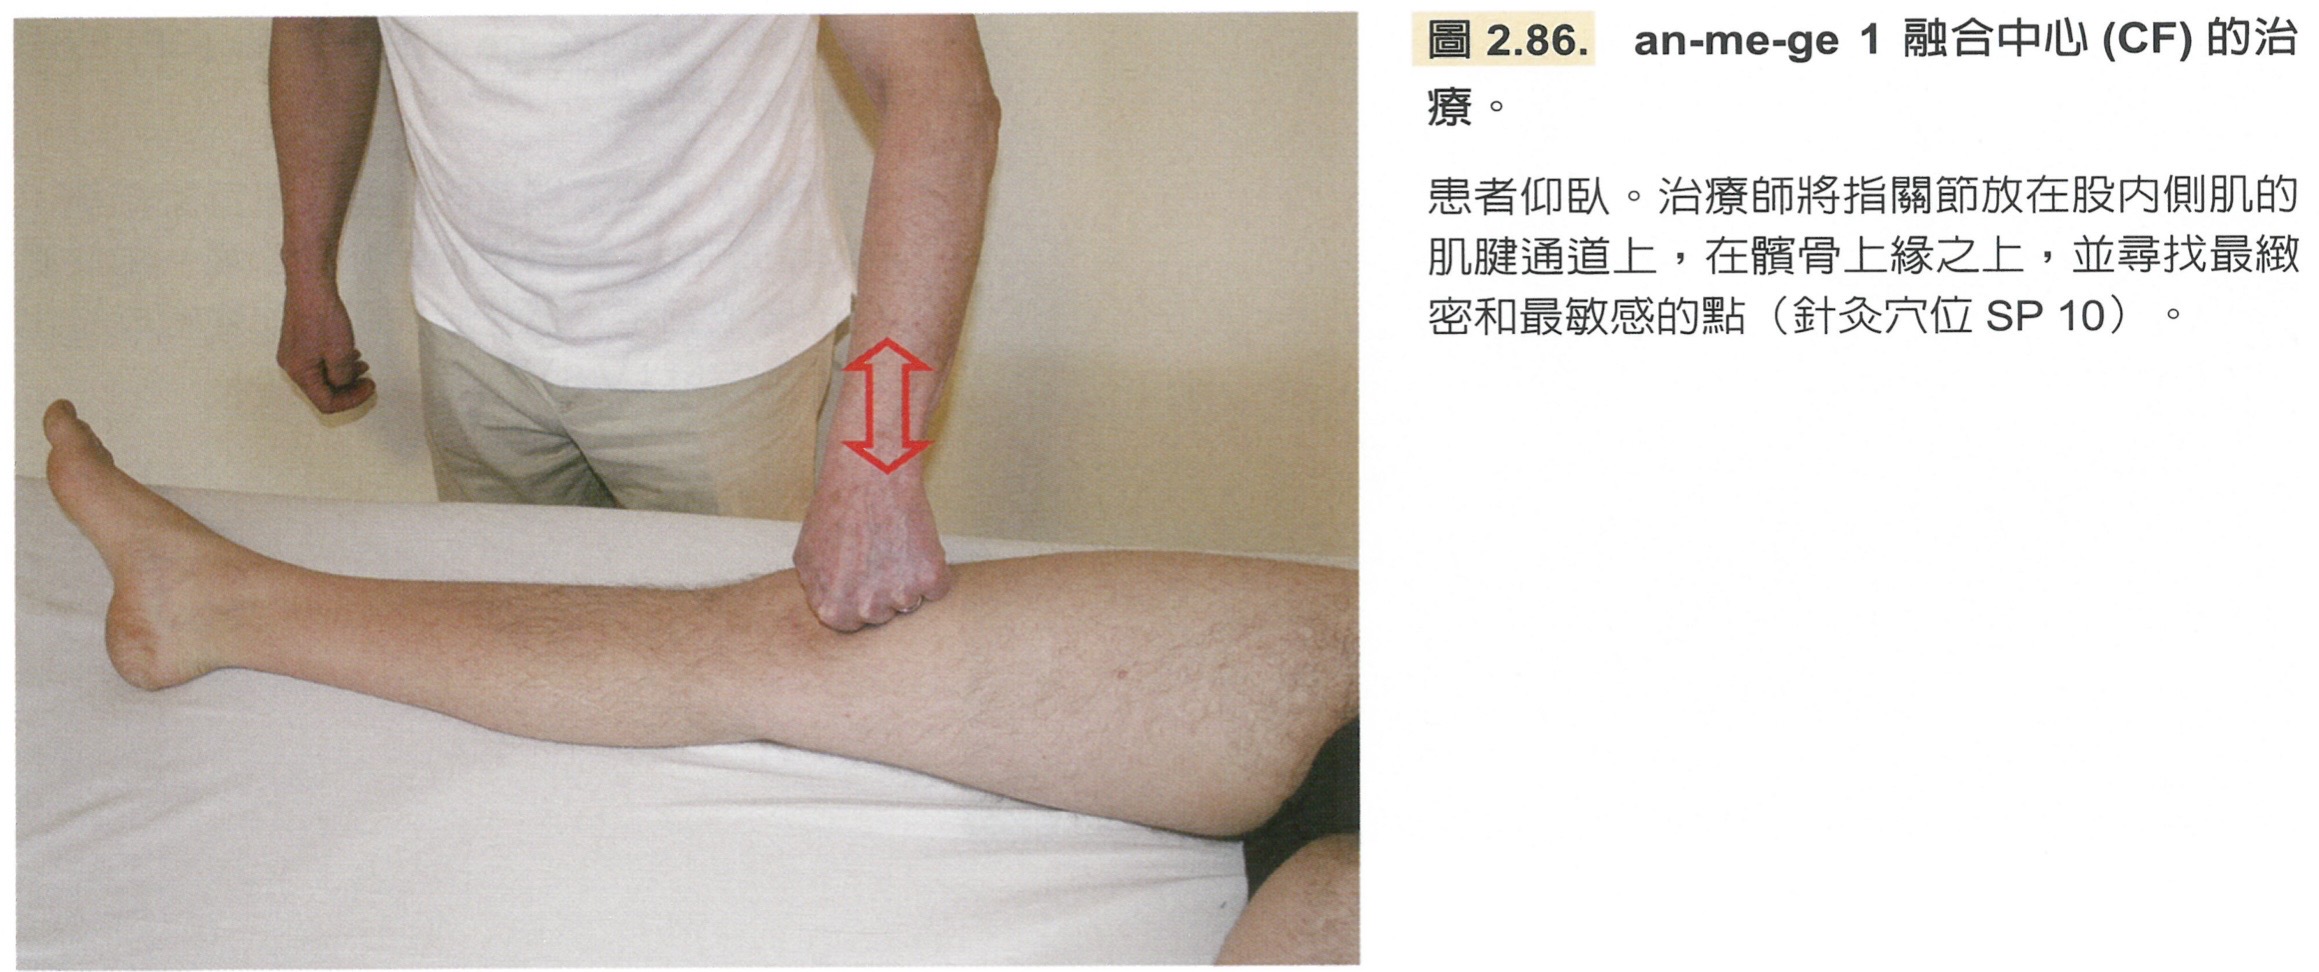 圖 2.86. an-me-ge 1 融合中心 (CF) 的治
療。
患者仰臥。治療師將指關節放在股內側肌的
肌腱通道上，在髕骨上緣之上，並尋找最緻
密和最敏感的點（針灸穴位 SP 10）。